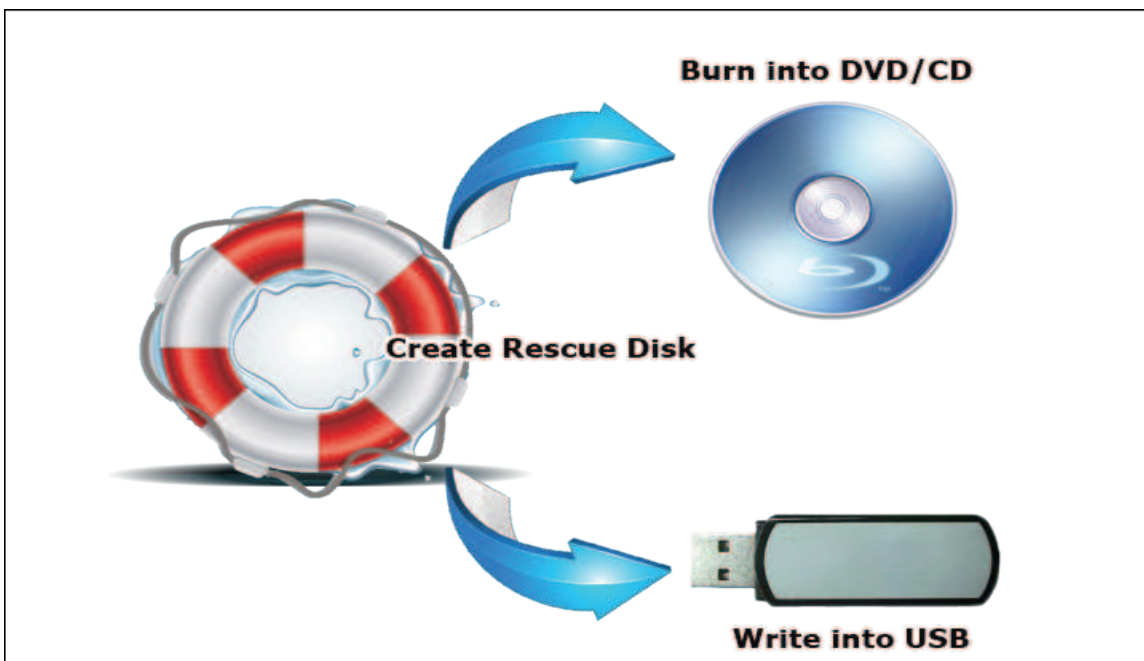 Burn into DVD/CD
Create Rescue Disk
Write into USB